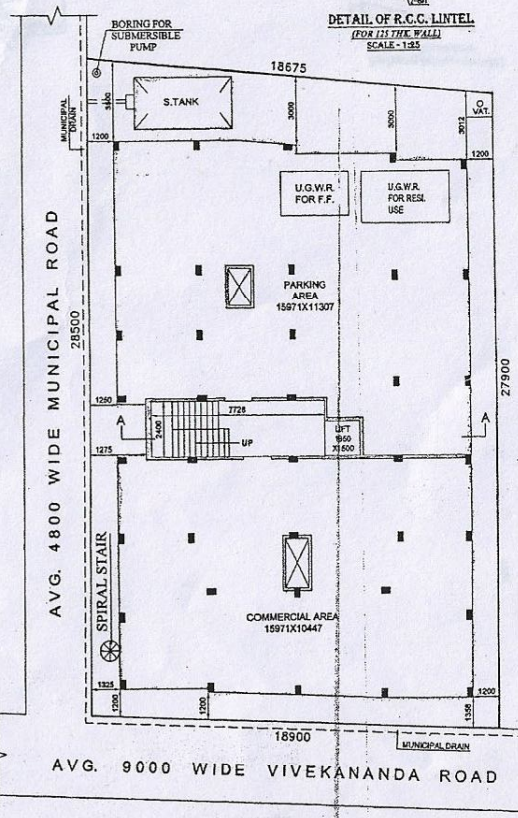 DETAIL OF R.C.C. LINTEL
(FOR 125 THK. WALL)
SCALE - 1:25
BORING FOR
SUBMERSIBLE
PUMP
18675
S.TANK
MUNICIPAL
DRAIN
3000
3000
3012
VAT.
1200
1200
U.G.W.R.
FOR F.F.
U.G.W.R.
FOR RESI.
USE
PARKING
AREA
15971X11307
AVG. 4800 WIDE MUNICIPAL ROAD
28500
27900
1250
A
2400
7728
UP
LIFT
X1500
A
1275
SPIRAL STAIR
COMMERCIAL AREA
15971X10447
1325
1200
1200
1200
1358
18900
MUNICIPAL DRAIN
AVG. 9000 WIDE VIVEKANANDA ROAD